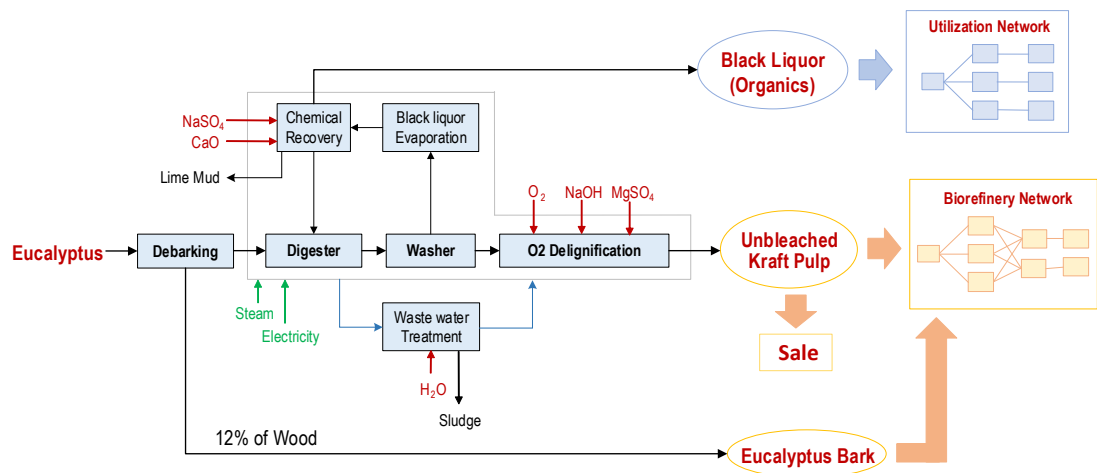 Utilization Network
Black Liquor
(Organics)
Chemical
Recovery
Black liquor
Evaporation
NaSO₄
CaO
Lime Mud
O₂
NaOH
MgSO₄
Biorefinery Network
Eucalyptus
Debarking
Digester
Washer
O2 Delignification
Unbleached
Kraft Pulp
Steam
Electricity
Waste water
Treatment
H₂O
Sludge
Sale
12% of Wood
Eucalyptus Bark